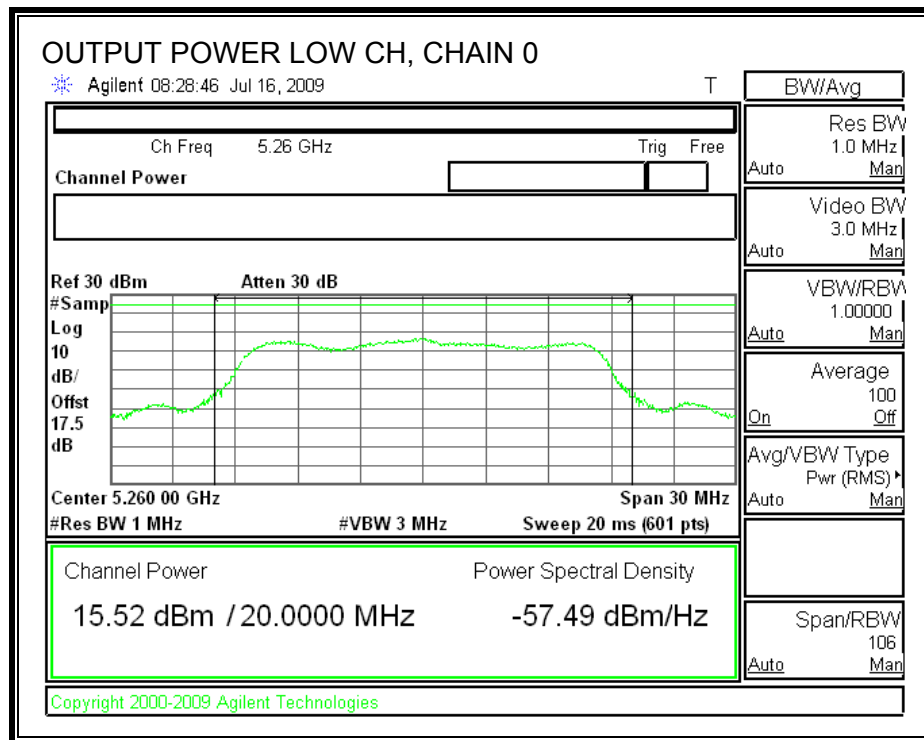 OUTPUT POWER LOW CH, CHAIN 0
Agilent 08:28:46 Jul 16, 2009 T
Ch Freq 5.26 GHz Trig Free
Channel Power
Ref 30 dBm Atten 30 dB
#Samp
Log
10
dB/
Offst
17.5
dB
Center 5.260 00 GHz Span 30 MHz
#Res BW 1 MHz #VBW 3 MHz Sweep 20 ms (601 pts)
Channel Power Power Spectral Density
15.52 dBm / 20.0000 MHz -57.49 dBm/Hz
Copyright 2000-2009 Agilent Technologies
BW/Avg
Res BW
1.0 MHz
Auto Man
Video BW
3.0 MHz
Auto Man
VBW/RBW
1.00000
Auto Man
Average
100
On Off
Avg/VBW Type
Pwr (RMS)
Auto Man
Span/RBW
106
Auto Man